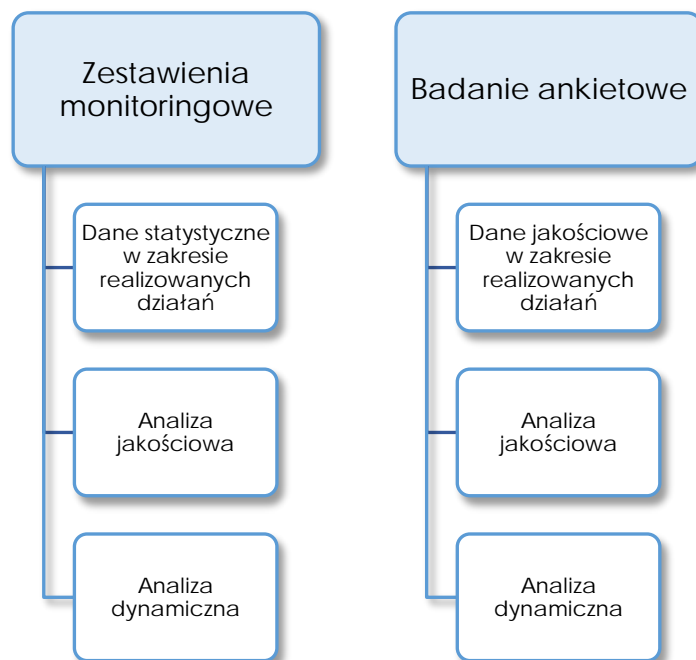 Zestawienia
monitoringowe
Dane statystyczne
w zakresie
realizowanych
działań
Analiza
jakościowa
Analiza
dynamiczna
Badanie ankietowe
Dane jakościowe
w zakresie
realizowanych
działań
Analiza
jakościowa
Analiza
dynamiczna